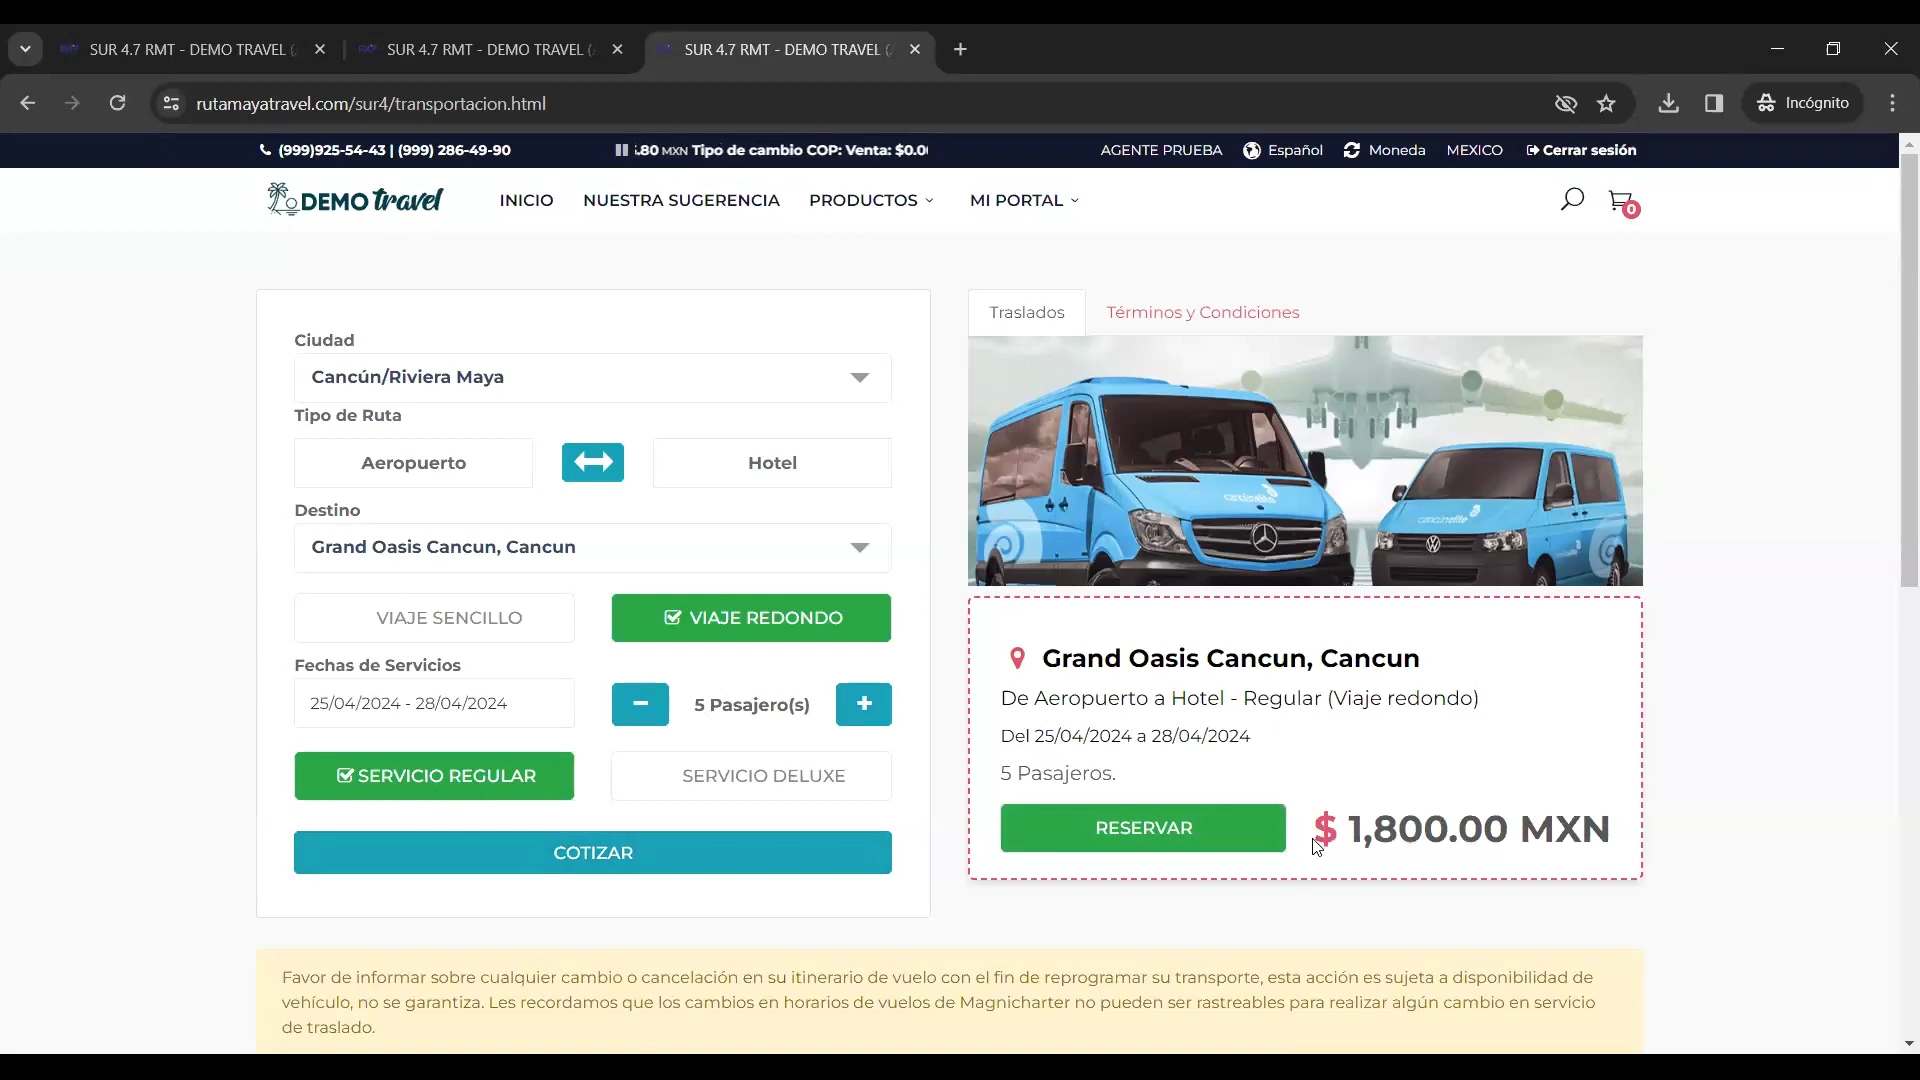 SUR 4.7 RMT - DEMO TRAVEL (
SUR 4.7 RMT - DEMO TRAVEL (
SUR 4.7 RMT - DEMO TRAVEL (
rutamayatravel.com/sur4/transportacion.html
Incógnito
(999)925-54-43 | (999) 286-49-90
.80 MXN Tipo de cambio COP: Venta: $0.0
AGENTE PRUEBA
Español
Moneda
MEXICO
Cerrar sesión
DEMO travel
INICIO
NUESTRA SUGERENCIA
PRODUCTOS
MI PORTAL
0
Ciudad
Cancún/Riviera Maya
Tipo de Ruta
Aeropuerto
Hotel
Destino
Grand Oasis Cancun, Cancun
VIAJE SENCILLO
VIAJE REDONDO
Fechas de Servicios
25/04/2024 - 28/04/2024
5 Pasajero(s)
SERVICIO REGULAR
SERVICIO DELUXE
COTIZAR
Traslados
Términos y Condiciones
Grand Oasis Cancun, Cancun
De Aeropuerto a Hotel - Regular (Viaje redondo)
Del 25/04/2024 a 28/04/2024
5 Pasajeros.
RESERVAR
$ 1,800.00 MXN
Favor de informar sobre cualquier cambio o cancelación en su itinerario de vuelo con el fin de reprogramar su transporte, esta acción es sujeta a disponibilidad de
vehículo, no se garantiza. Les recordamos que los cambios en horarios de vuelos de Magnicharter no pueden ser rastreables para realizar algún cambio en servicio
de traslado.